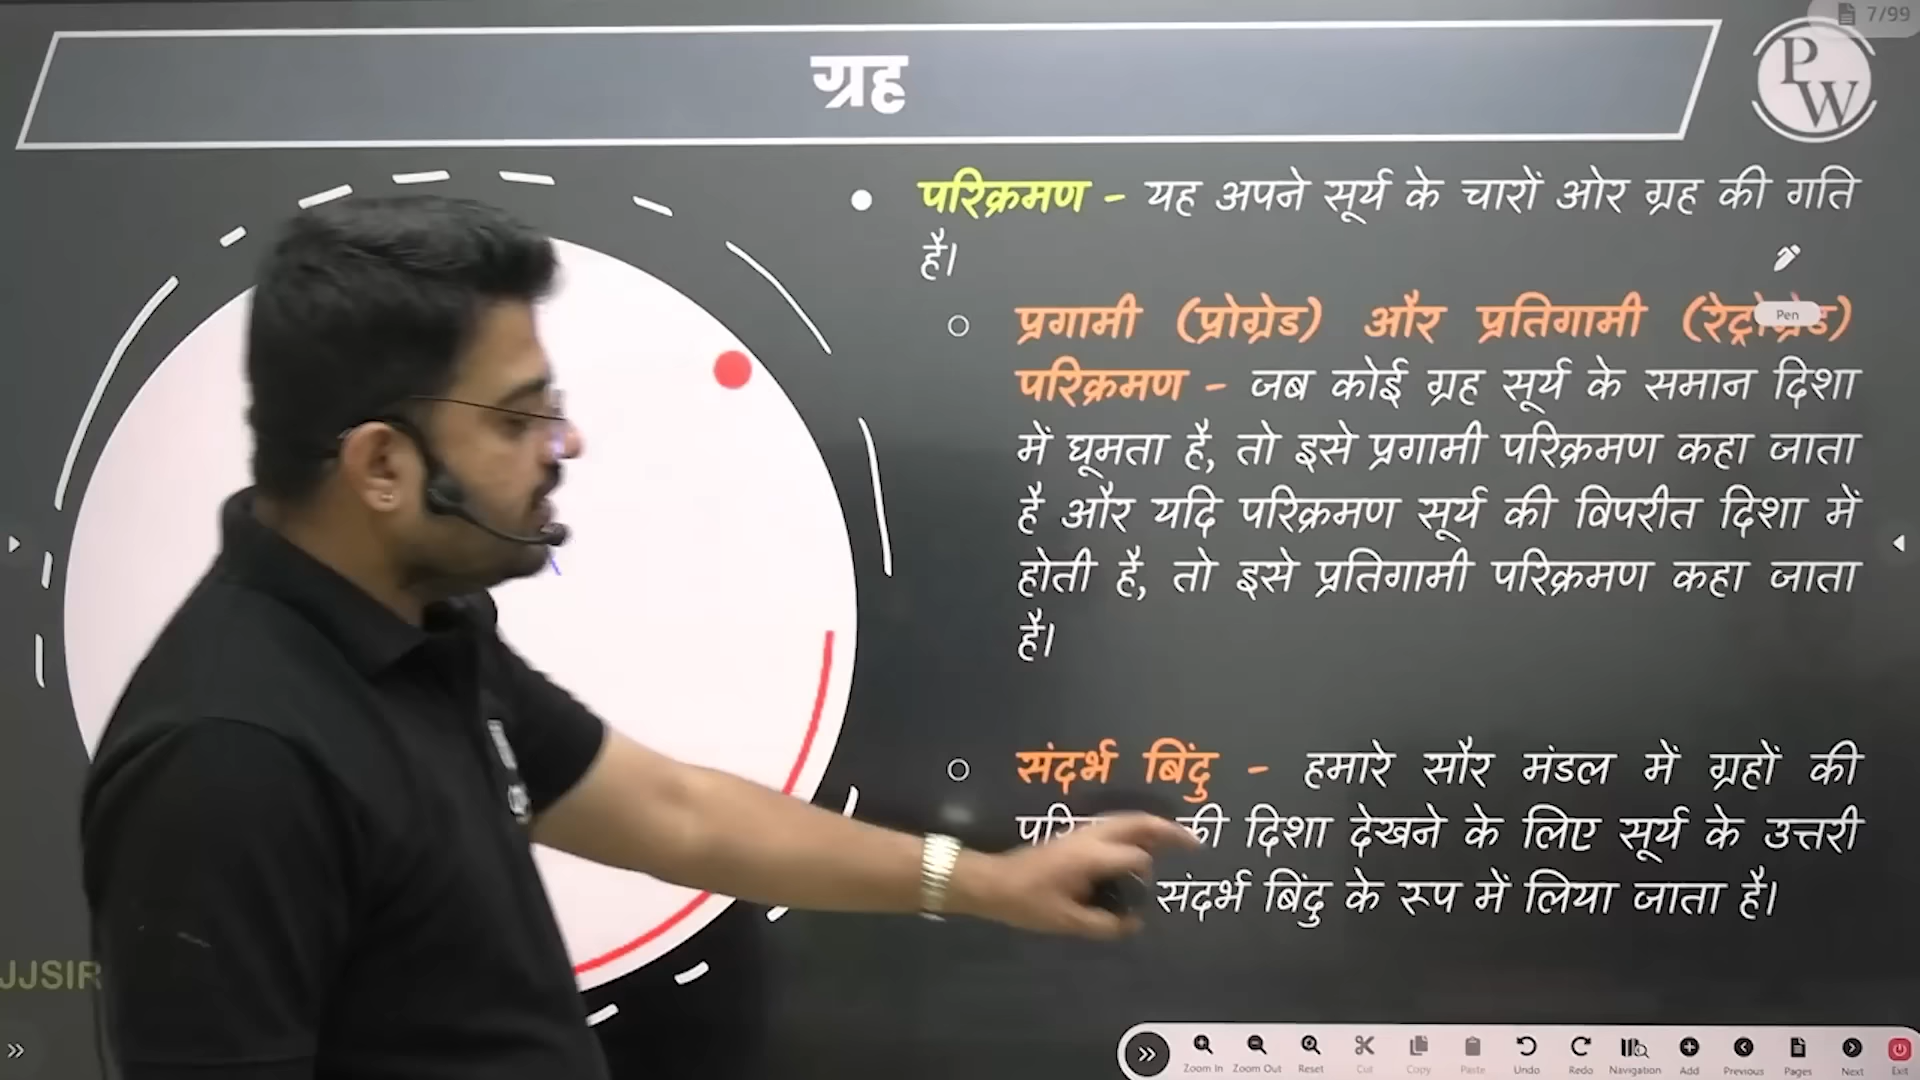 7/99
ग्रह
PW
परिक्रमण - यह अपने सूर्य के चारों ओर ग्रह की गति
है।
प्रगामी (प्रोग्रेड) और प्रतिगामी (रेट्रोग्रेड)
Pen
परिक्रमण - जब कोई ग्रह सूर्य के समान दिशा
में घूमता है, तो इसे प्रगामी परिक्रमण कहा जाता
है और यदि परिक्रमण सूर्य की विपरीत दिशा में
होती है, तो इसे प्रतिगामी परिक्रमण कहा जाता
है।
संदर्भ बिंदु - हमारे सौर मंडल में ग्रहों की
की दिशा देखने के लिए सूर्य के उत्तरी
संदर्भ बिंदु के रूप में लिया जाता है।
JJSIR
Zoom In Zoom Out Reset Cut Copy Paste Undo Redo Navigation Add Previous Pages Next Exit